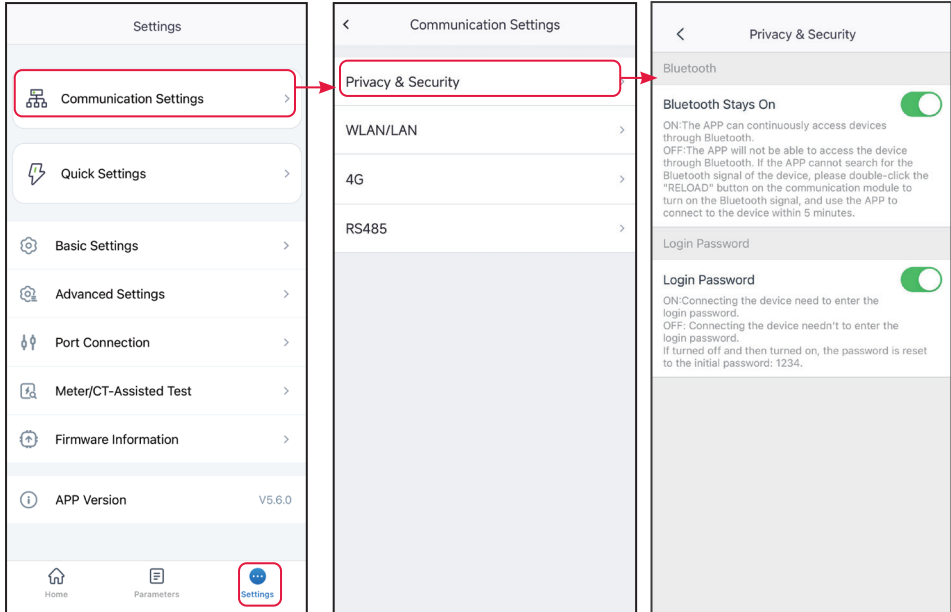 Settings
Communication Settings
Quick Settings
Basic Settings
Advanced Settings
Port Connection
Meter/CT-Assisted Test
Firmware Information
APP Version V5.6.0
Home Parameters Settings
Communication Settings
Privacy & Security
WLAN/LAN
4G
RS485
Privacy & Security
Bluetooth
Bluetooth Stays On
ON:The APP can continuously access devices
through Bluetooth.
OFF:The APP will not be able to access the device
through Bluetooth. If the APP cannot search for the
Bluetooth signal of the device, please double-click the
"RELOAD" button on the communication module to
turn on the Bluetooth signal, and use the APP to
connect to the device within 5 minutes.
Login Password
Login Password
ON:Connecting the device need to enter the
login password.
OFF: Connecting the device needn't to enter the
login password.
If turned off and then turned on, the password is reset
to the initial password: 1234.